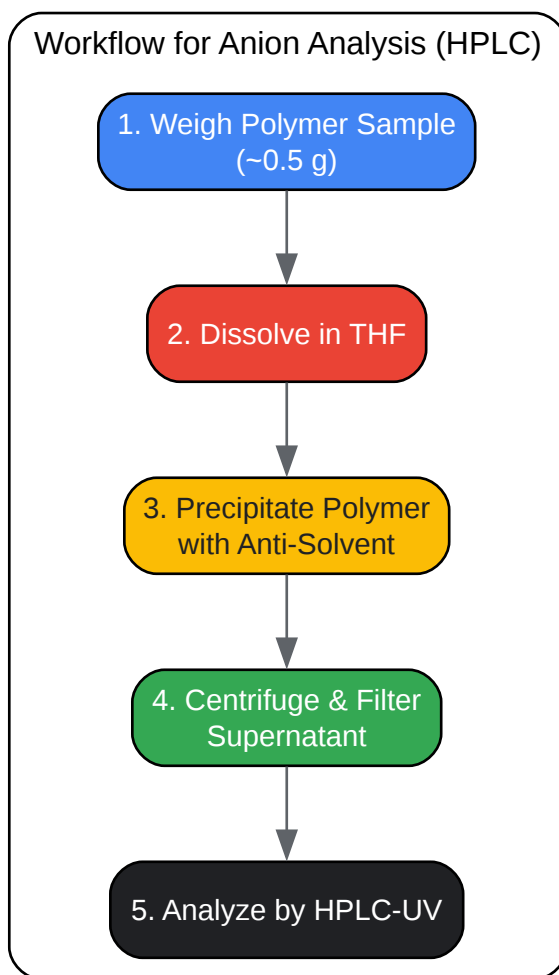 Workflow for Anion Analysis (HPLC)
1. Weigh Polymer Sample
(~0.5 g)
2. Dissolve in THF
3. Precipitate Polymer
with Anti-Solvent
4. Centrifuge & Filter
Supernatant
5. Analyze by HPLC-UV